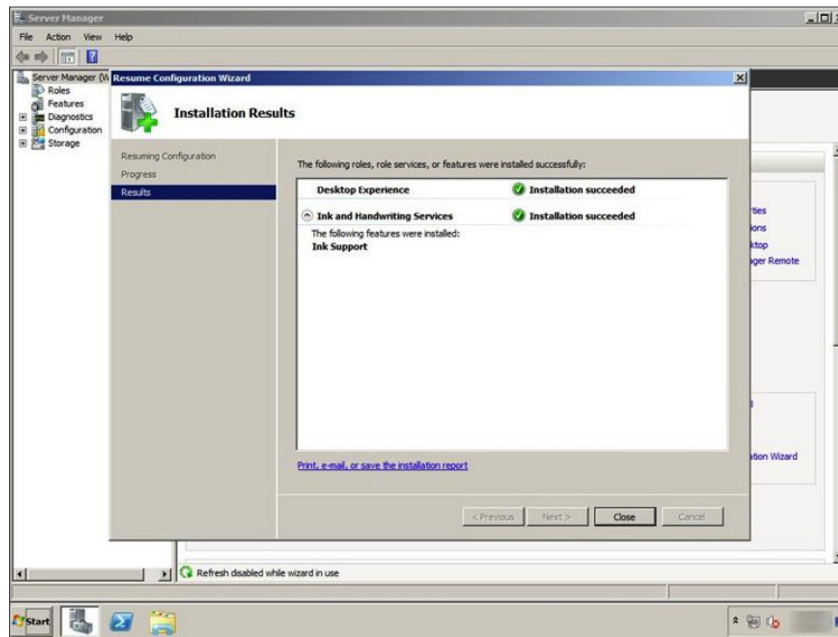 Server Manager
File Action View Help
Server Manager (W
Roles
Features
Diagnostics
Configuration
Storage
Resume Configuration Wizard
Installation Results
Resuming Configuration
Progress
Results
The following roles, role services, or features were installed successfully:
Desktop Experience Installation succeeded
Ink and Handwriting Services Installation succeeded
The following features were installed:
Ink Support
Print, e-mail, or save the installation report
< Previous Next > Close Cancel
ties
ions
ktop
ager Remote
ation Wizard
Refresh disabled while wizard in use
Start